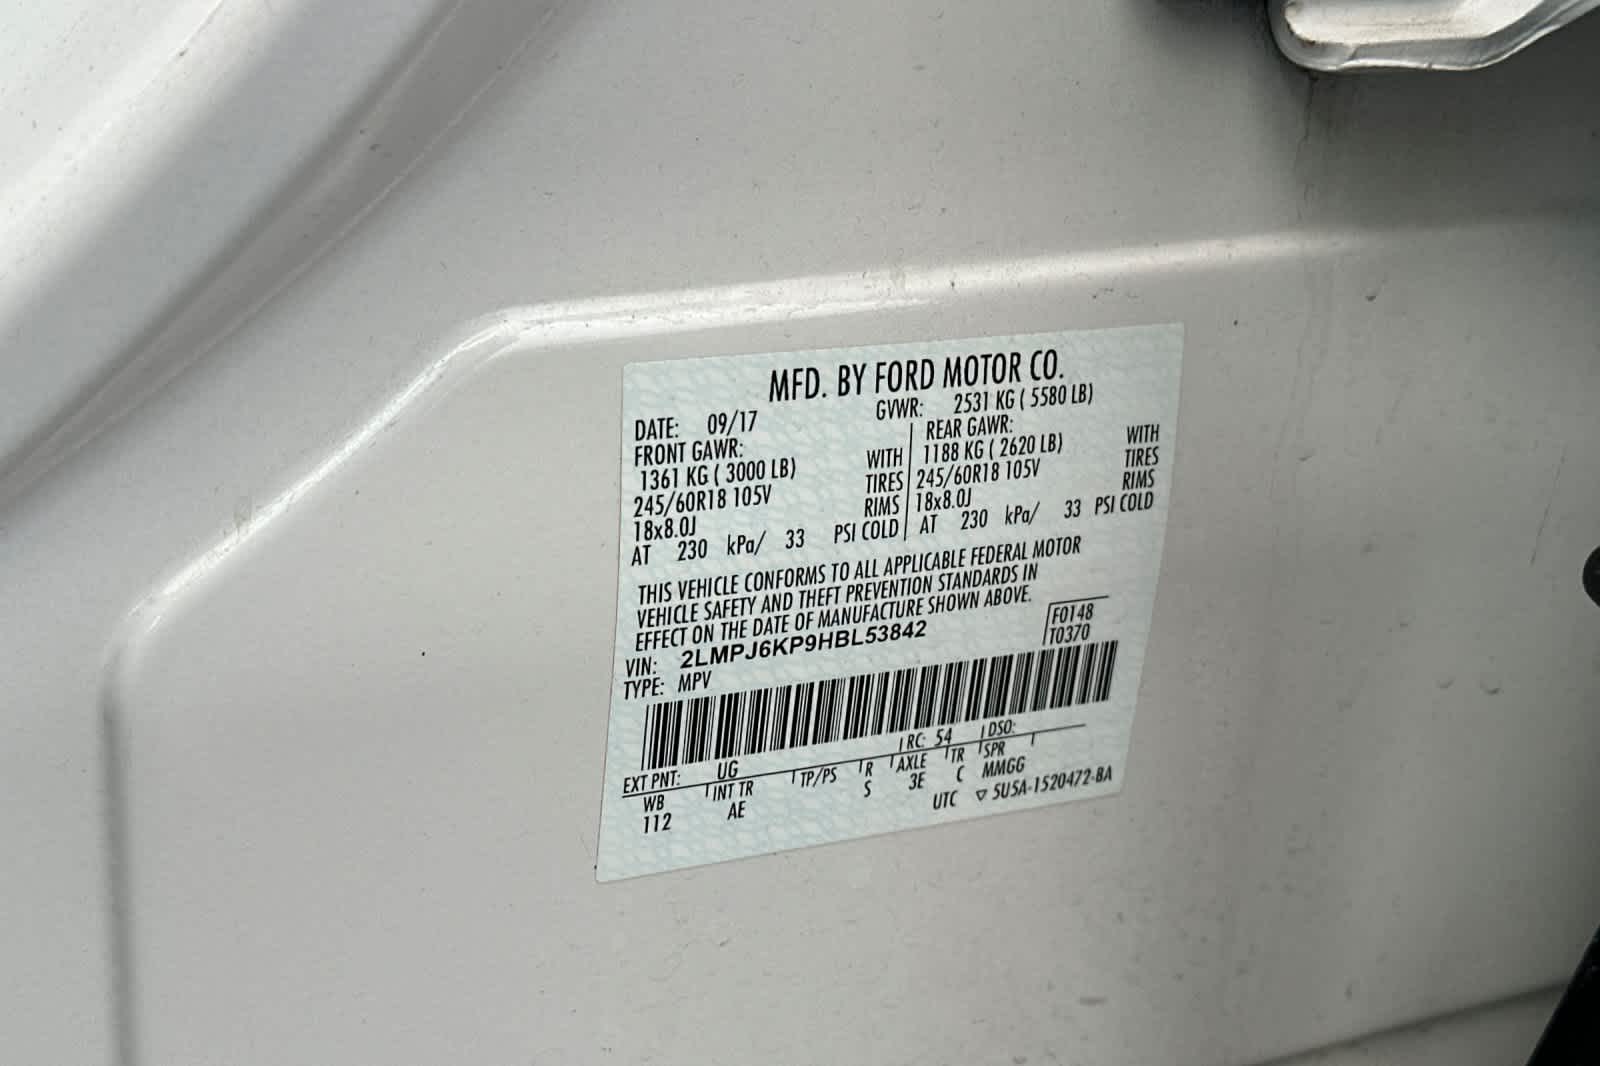 MFD. BY FORD MOTOR CO.
DATE: 09/17 GVWR: 2531 KG ( 5580 LB)
FRONT GAWR: REAR GAWR:
1361 KG ( 3000 LB) WITH 1188 KG ( 2620 LB) WITH
245/60R18 105V TIRES 245/60R18 105V TIRES
18x8.0J RIMS 18x8.0J RIMS
AT 230 kPa/ 33 PSI COLD AT 230 kPa/ 33 PSI COLD
THIS VEHICLE CONFORMS TO ALL APPLICABLE FEDERAL MOTOR
VEHICLE SAFETY AND THEFT PREVENTION STANDARDS IN
EFFECT ON THE DATE OF MANUFACTURE SHOWN ABOVE.
VIN: 2LMPJ6KP9HBL53842 F0148
TYPE: MPV T0370
EXT PNT: UG RC: 54 DSO:
WB INT TR TP/PS R AXLE TR SPR
112 AE S 3E C MMGG
UTC ▽ 5U5A-1520472-BA